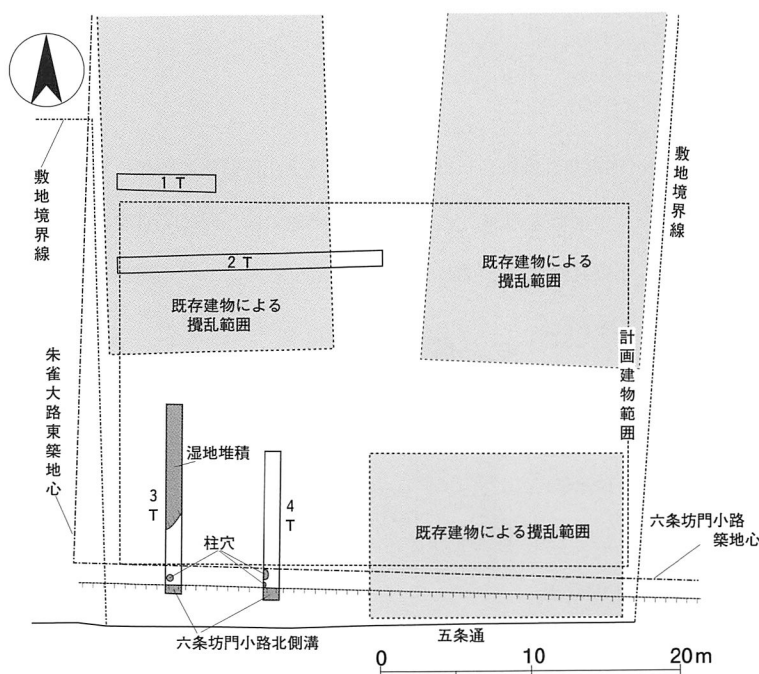 敷地境界線
敷地境界線
1 T
2 T
既存建物による
攪乱範囲
既存建物による
攪乱範囲
計画建物範囲
朱雀大路東築地心
湿地堆積
3
T
4
T
柱穴
既存建物による攪乱範囲
六条坊門小路
築地心
六条坊門小路北側溝
五条通
0 10 20m